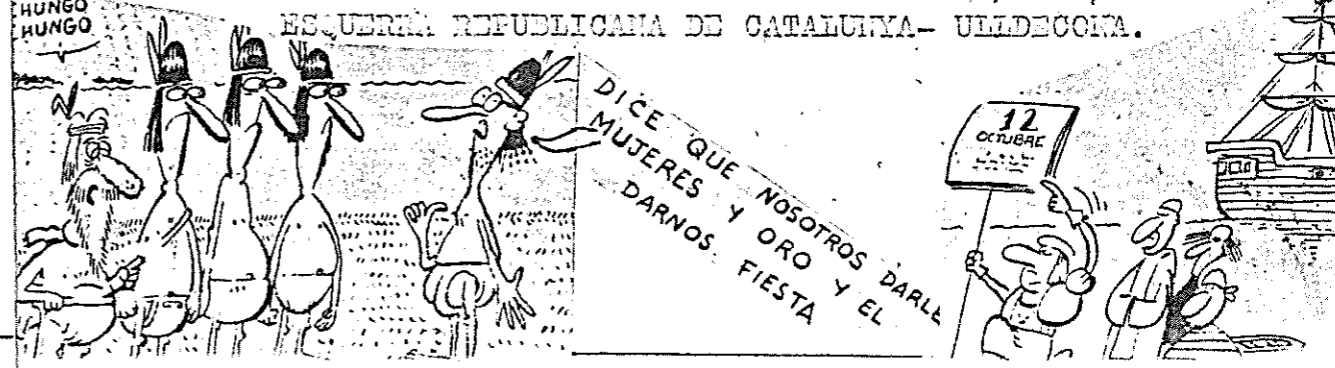 HUNGO
HUNGO
ESQUERRA REPUBLICANA DE CATALUNYA- ULLDECONA.
DICE QUE NOSOTROS DARLE
MUJERES Y ORO Y EL
DARNOS FIESTA
12
OCTUBRE